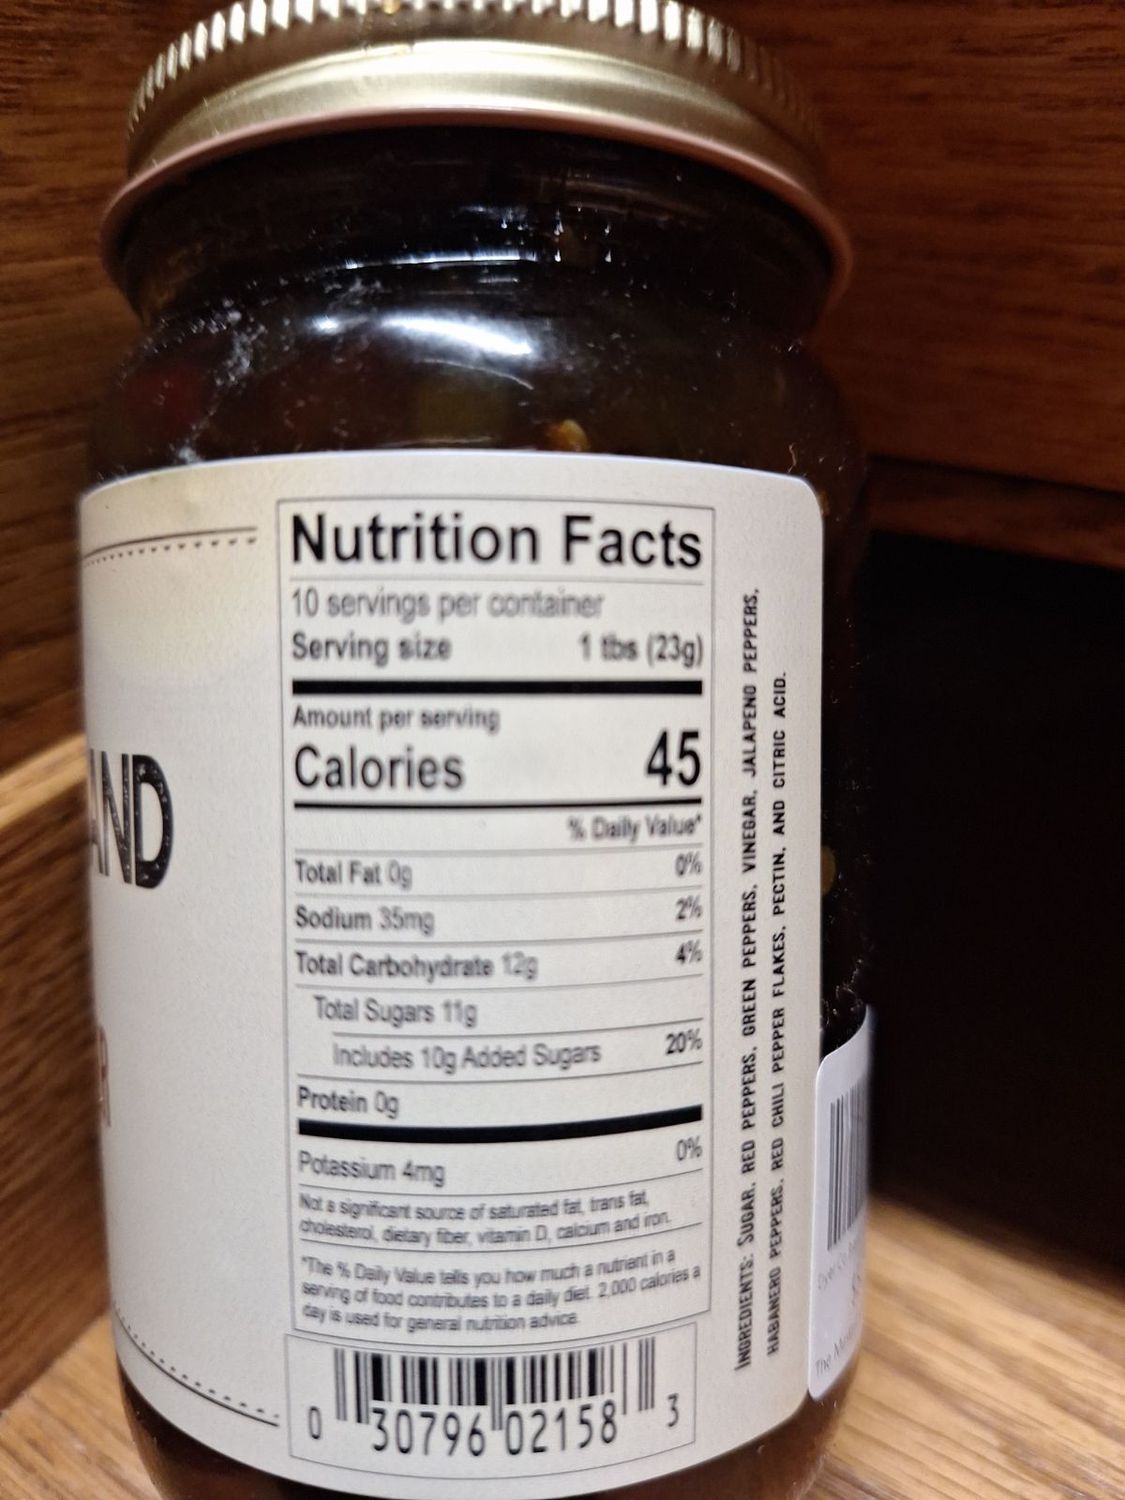 AND
R
Nutrition Facts
10 servings per container
Serving size 1 tbs (23g)
Amount per serving
Calories 45
% Daily Value*
Total Fat 0g 0%
Sodium 35mg 2%
Total Carbohydrate 12g 4%
Total Sugars 11g
Includes 10g Added Sugars 20%
Protein 0g
Potassium 4mg 0%
Not a significant source of saturated fat, trans fat,
cholesterol, dietary fiber, vitamin D, calcium and iron.
*The % Daily Value tells you how much a nutrient in a
serving of food contributes to a daily diet. 2,000 calories a
day is used for general nutrition advice.
0 30796 02158 3
INGREDIENTS: SUGAR, RED PEPPERS, GREEN PEPPERS, VINEGAR, JALAPENO PEPPERS,
HABANERO PEPPERS, RED CHILI PEPPER FLAKES, PECTIN, AND CITRIC ACID.
The